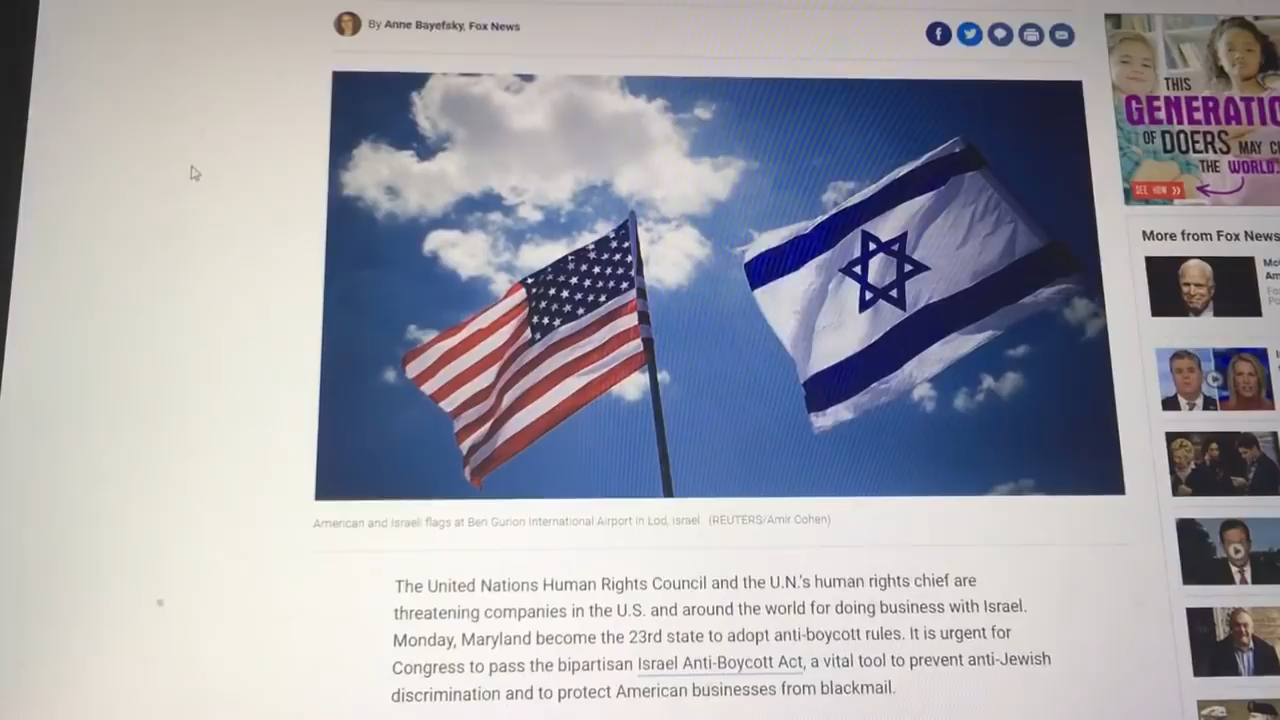 By Anne Bayefsky, Fox News
American and Israeli flags at Ben Gurion International Airport in Lod, Israel. (REUTERS/Amir Cohen)
The United Nations Human Rights Council and the U.N.'s human rights chief are
threatening companies in the U.S. and around the world for doing business with Israel.
Monday, Maryland become the 23rd state to adopt anti-boycott rules. It is urgent for
Congress to pass the bipartisan Israel Anti-Boycott Act, a vital tool to prevent anti-Jewish
discrimination and to protect American businesses from blackmail.
THIS
GENERATIO
OF DOERS MAY C
THE WORLD.
SEE HOW »
More from Fox News